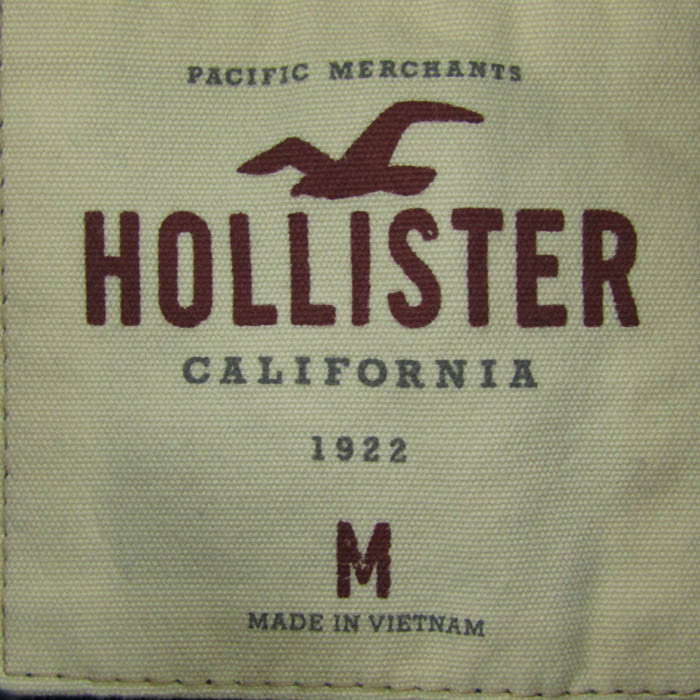 PACIFIC MERCHANTS
HOLLISTER
CALIFORNIA
1922
M
MADE IN VIETNAM